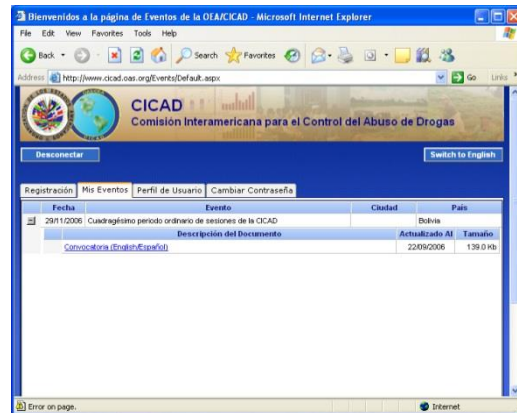 Bienvenidos a la página de Eventos de la OEA/CICAD - Microsoft Internet Explorer
File Edit View Favorites Tools Help
Back Search Favorites
Address http://www.cicad.oas.org/Events/Default.aspx Go Links
CICAD
Comisión Interamericana para el Control del Abuso de Drogas
Desconectar Switch to English
Registración Mis Eventos Perfil de Usuario Cambiar Contraseña
Fecha Evento Ciudad País
29/11/2006 Cuadragésimo periodo ordinario de sesiones de la CICAD Bolivia
Descripción del Documento Actualizado Al Tamaño
Convocatoria (English/Español) 22/09/2006 139.0 Kb
Error on page. Internet